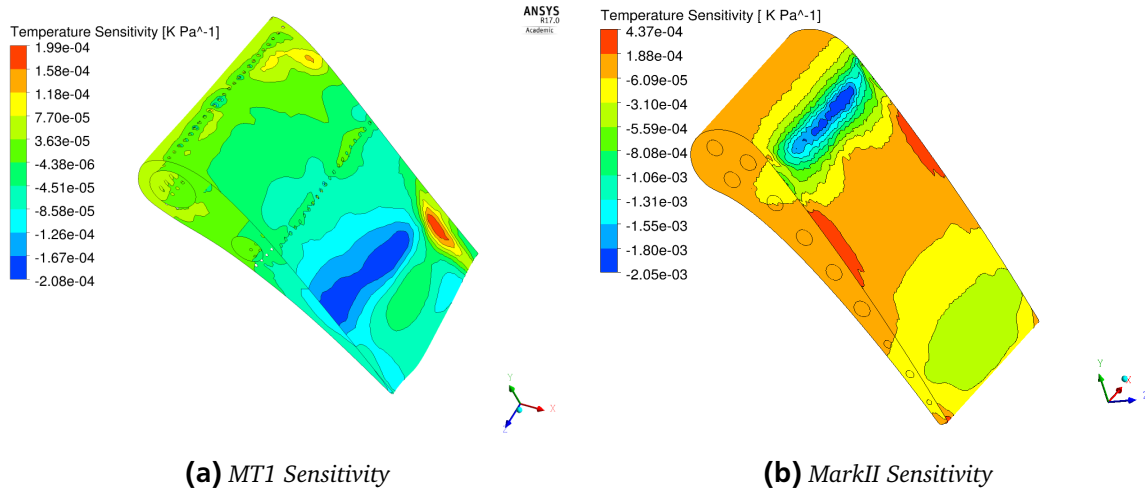 Temperature Sensitivity [K Pa^-1]
1.99e-04
1.58e-04
1.18e-04
7.70e-05
3.63e-05
-4.38e-06
-4.51e-05
-8.58e-05
-1.26e-04
-1.67e-04
-2.08e-04
ANSYS
R17.0
Academic
Y
X
Z
(a) MT1 Sensitivity
Temperature Sensitivity [ K Pa^-1]
4.37e-04
1.88e-04
-6.09e-05
-3.10e-04
-5.59e-04
-8.08e-04
-1.06e-03
-1.31e-03
-1.55e-03
-1.80e-03
-2.05e-03
Y
X
Z
(b) MarkII Sensitivity